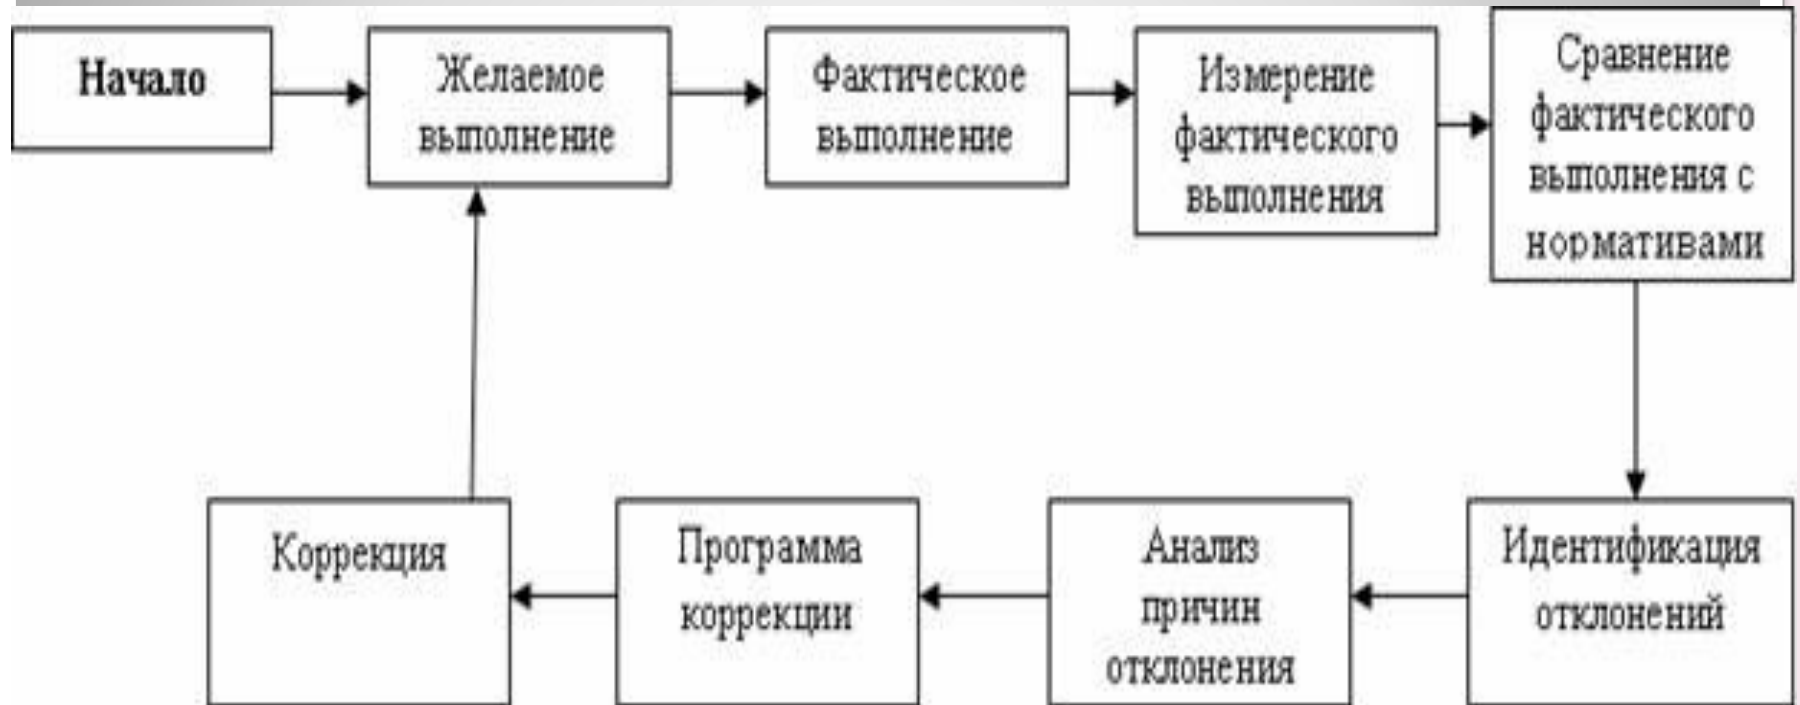 Начало
Желаемое
выполнение
Фактическое
выполнение
Измерение
фактического
выполнения
Сравнение
фактического
выполнения с
нормативами
Идентификация
отклонений
Анализ
причин
отклонения
Программа
коррекции
Коррекция